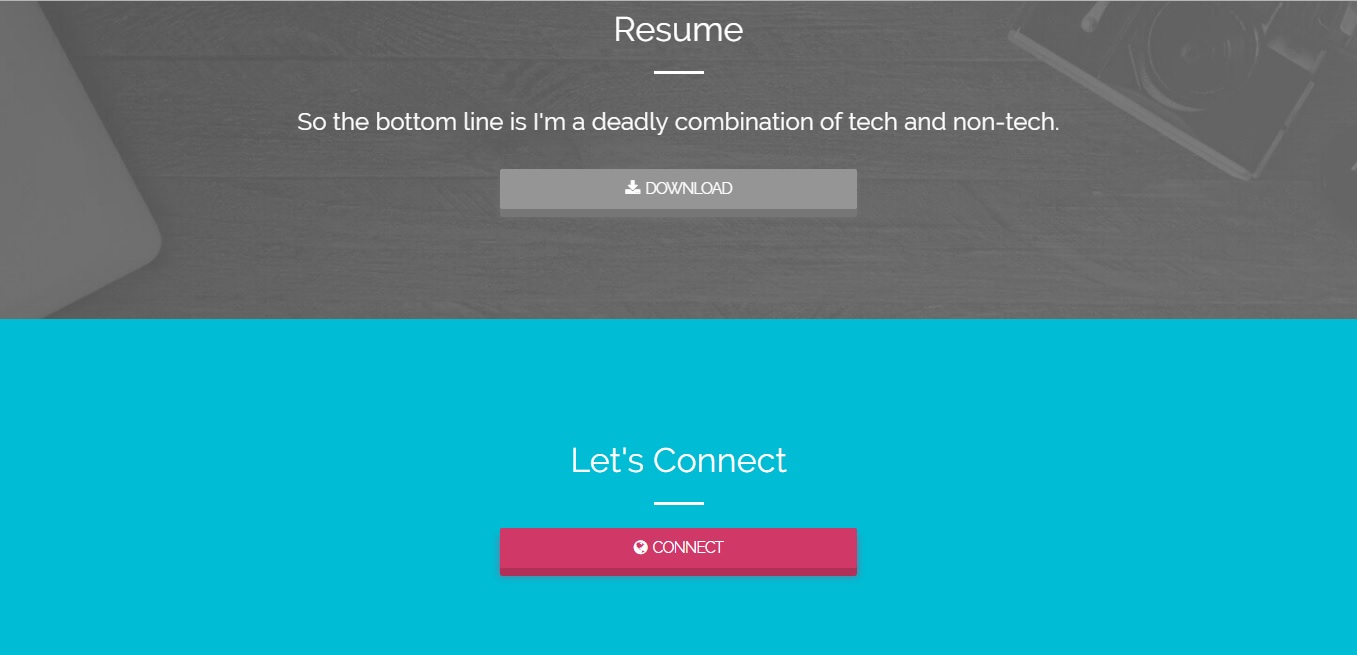 Resume
So the bottom line is I'm a deadly combination of tech and non-tech.
DOWNLOAD
Let's Connect
CONNECT